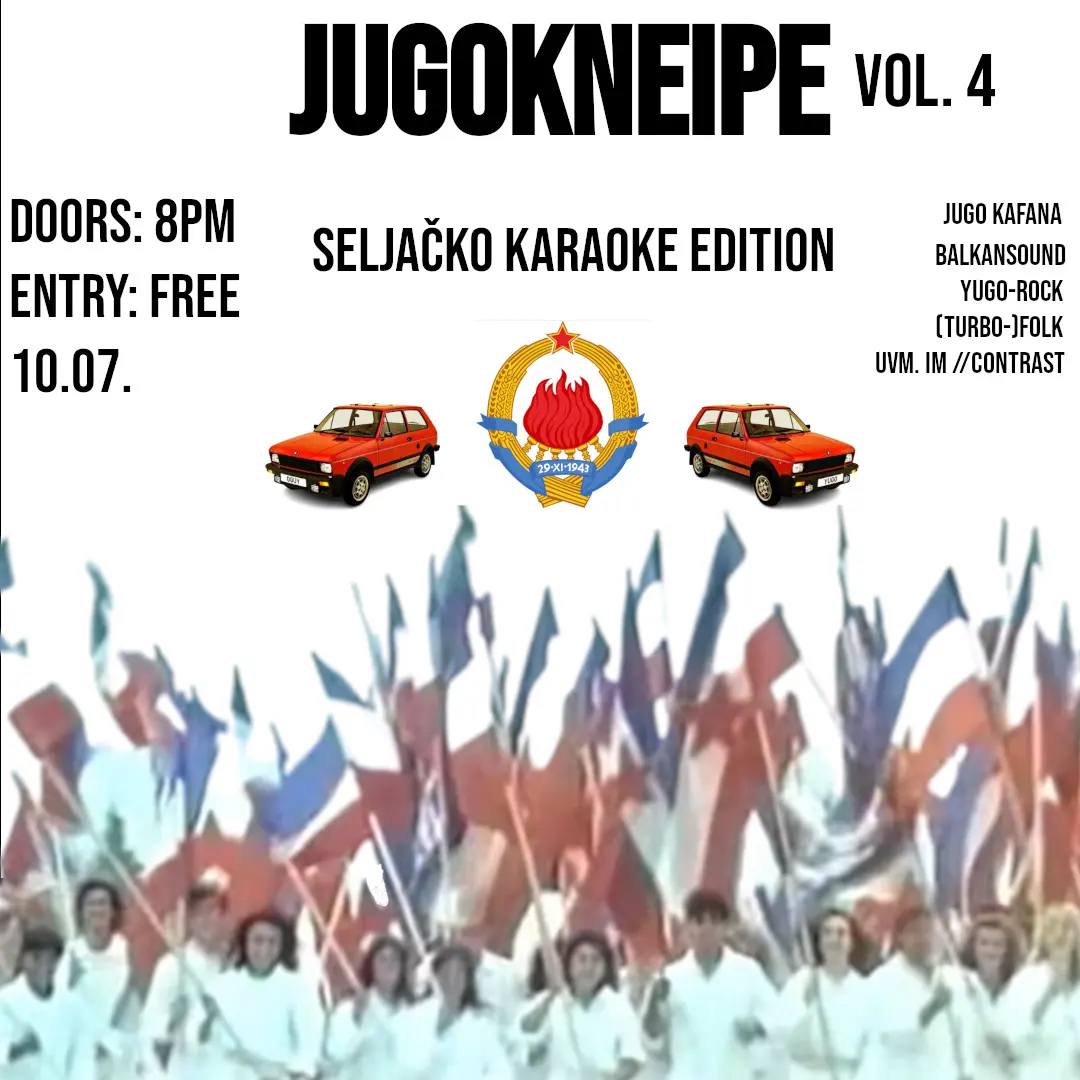 JUGOKNEIPE VOL. 4
DOORS: 8PM
ENTRY: FREE
10.07.
SELJAČKO KARAOKE EDITION
JUGO KAFANA
BALKANSOUND
YUGO-ROCK
(TURBO-)FOLK
UVM. IM //CONTRAST
29·XI·1943
YUGO